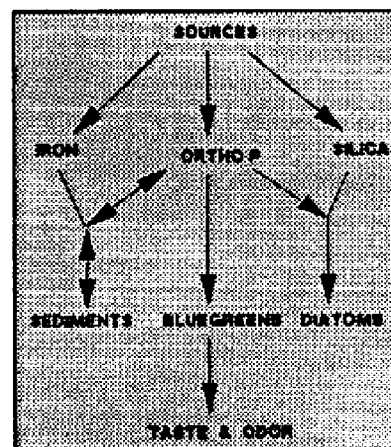 SOURCES
IRON ORTHO P SILICA
SEDIMENTS BLUEGREENS DIATOMS
TASTE & ODOR